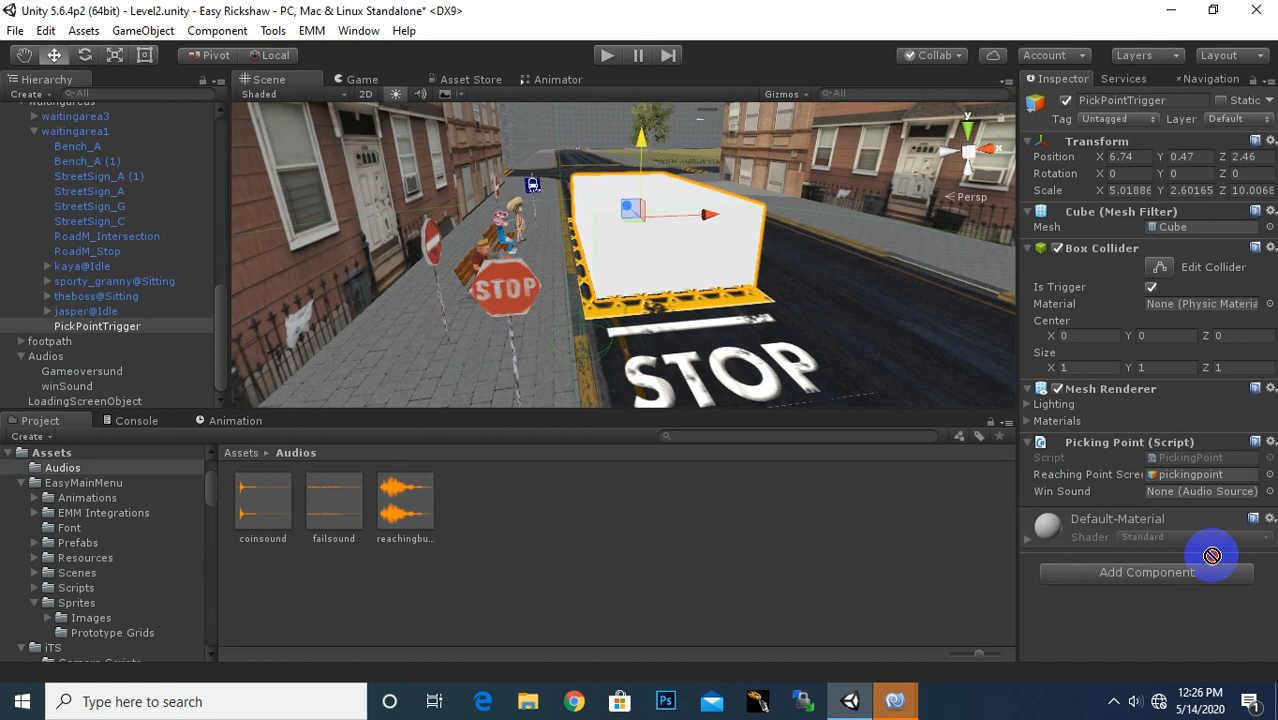 Unity 5.6.4p2 (64bit) - Level2.unity - Easy Rickshaw - PC, Mac & Linux Standalone* <DX9>
File Edit Assets GameObject Component Tools EMM Window Help
Pivot Local Collab Account Layers Layout
Hierarchy Scene Game Asset Store Animator Inspector Services Navigation
Create All Shaded 2D Gizmos All PickPointTrigger Static
Tag Untagged Layer Default
waitingarea3
waitingarea1
Bench_A
Bench_A (1)
StreetSign_A (1)
StreetSign_A
StreetSign_G
StreetSign_C
RoadM_Intersection
RoadM_Stop
kaya@Idle
sporty_granny@Sitting
theboss@Sitting
jasper@Idle
PickPointTrigger
footpath
Audios
Gameoversund
winSound
LoadingScreenObject
y
x
Persp
STOP
STOP
Transform
Position X 6.74 Y 0.47 Z 2.46
Rotation X 0 Y 0 Z 0
Scale X 5.01886 Y 2.60165 Z 10.0068
Cube (Mesh Filter)
Mesh Cube
Box Collider
Edit Collider
Is Trigger
Material None (Physic Materia
Center
X 0 Y 0 Z 0
Size
X 1 Y 1 Z 1
Mesh Renderer
Lighting
Materials
Picking Point (Script)
Script PickingPoint
Reaching Point Scree pickingpoint
Win Sound None (Audio Source)
Default-Material
Shader Standard
Add Component
Project Console Animation
Create
Assets
Audios
EasyMainMenu
Animations
EMM Integrations
Font
Prefabs
Resources
Scenes
Scripts
Sprites
Images
Prototype Grids
iTS
Camera Scripts
Assets Audios
coinsound failsound reachingbu...
Type here to search
12:26 PM
5/14/2020